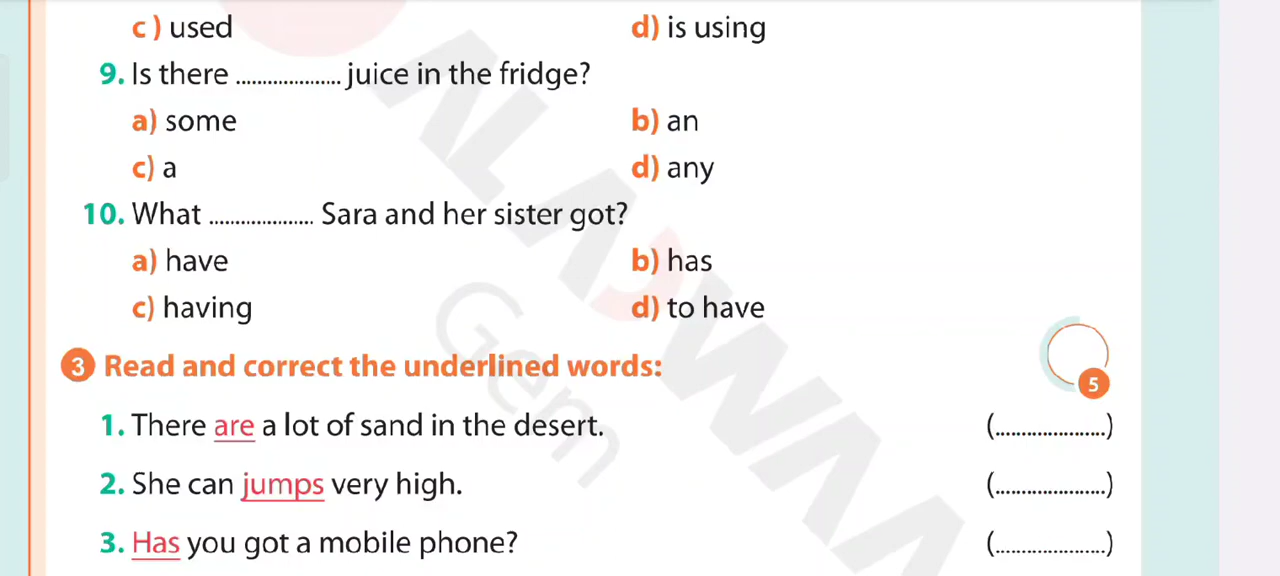 c) used d) is using
9. Is there .................... juice in the fridge?
a) some b) an
c) a d) any
10. What .................... Sara and her sister got?
a) have b) has
c) having d) to have
3 Read and correct the underlined words:
5
1. There are a lot of sand in the desert. (.....................)
2. She can jumps very high. (.....................)
3. Has you got a mobile phone? (.....................)
ALADWAA
Gem